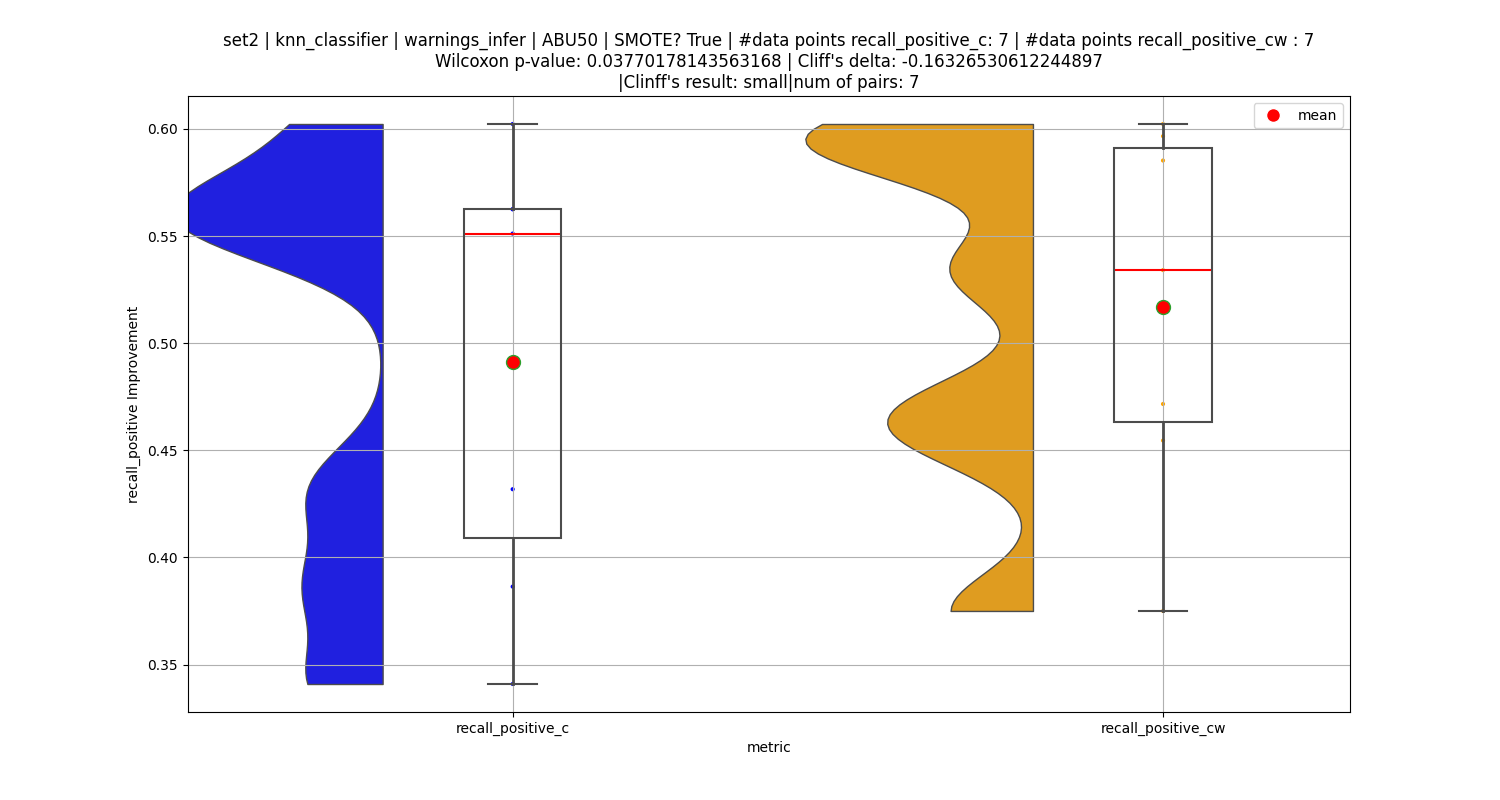 set2 | knn_classifier | warnings_infer | ABU50 | SMOTE? True | #data points recall_positive_c: 7 | #data points recall_positive_cw : 7
Wilcoxon p-value: 0.03770178143563168 | Cliff's delta: -0.16326530612244897
|Clinff's result: small|num of pairs: 7
mean
0.60
0.55
0.50
0.45
0.40
0.35
recall_positive Improvement
recall_positive_c
recall_positive_cw
metric